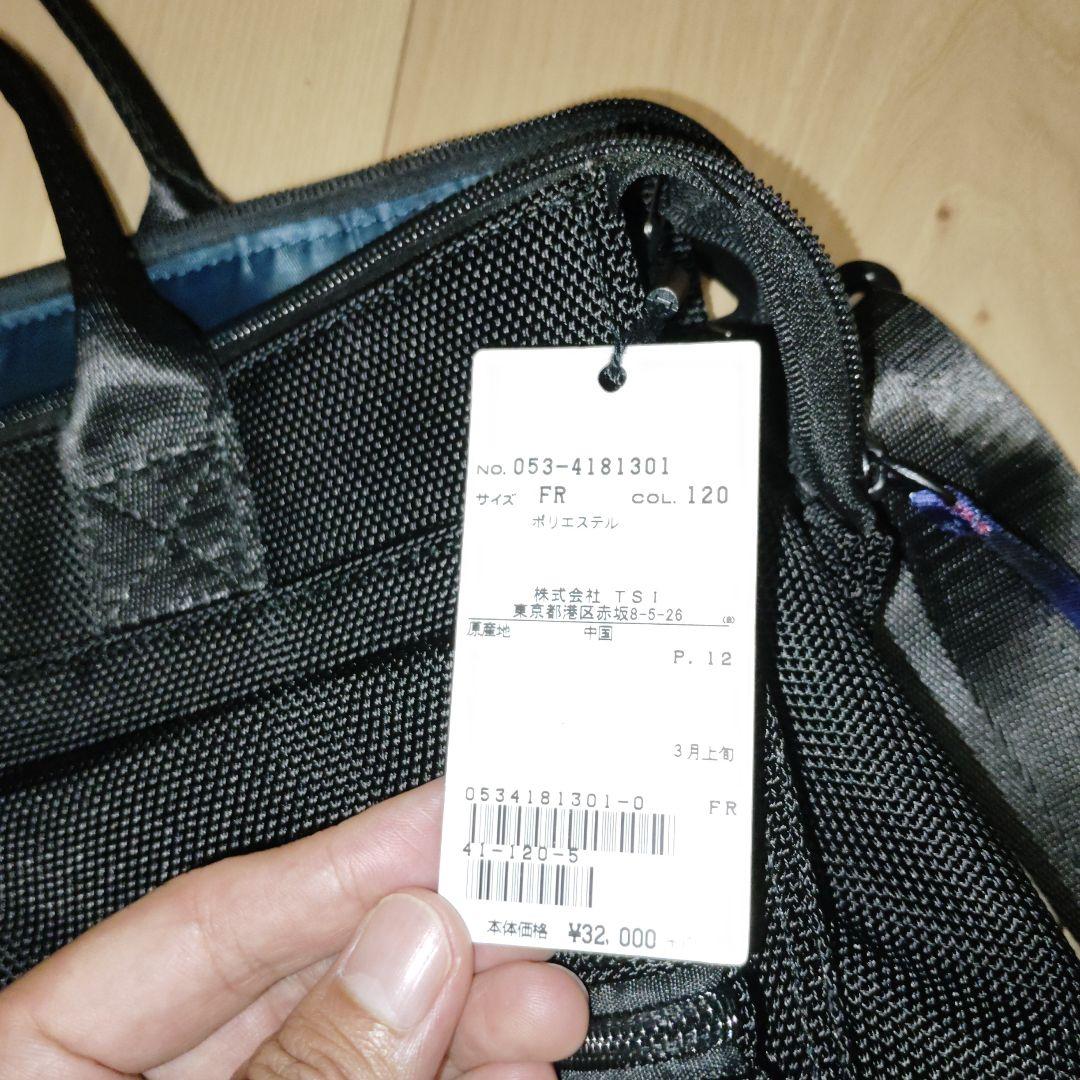 NO. 053-4181301
サイズ FR COL. 120
ポリエステル
株式会社 TSI
東京都港区赤坂8-5-26
原産地 中国
P. 12
3月上旬
0534181301-0 FR
41-120-5
本体価格 ¥32,000